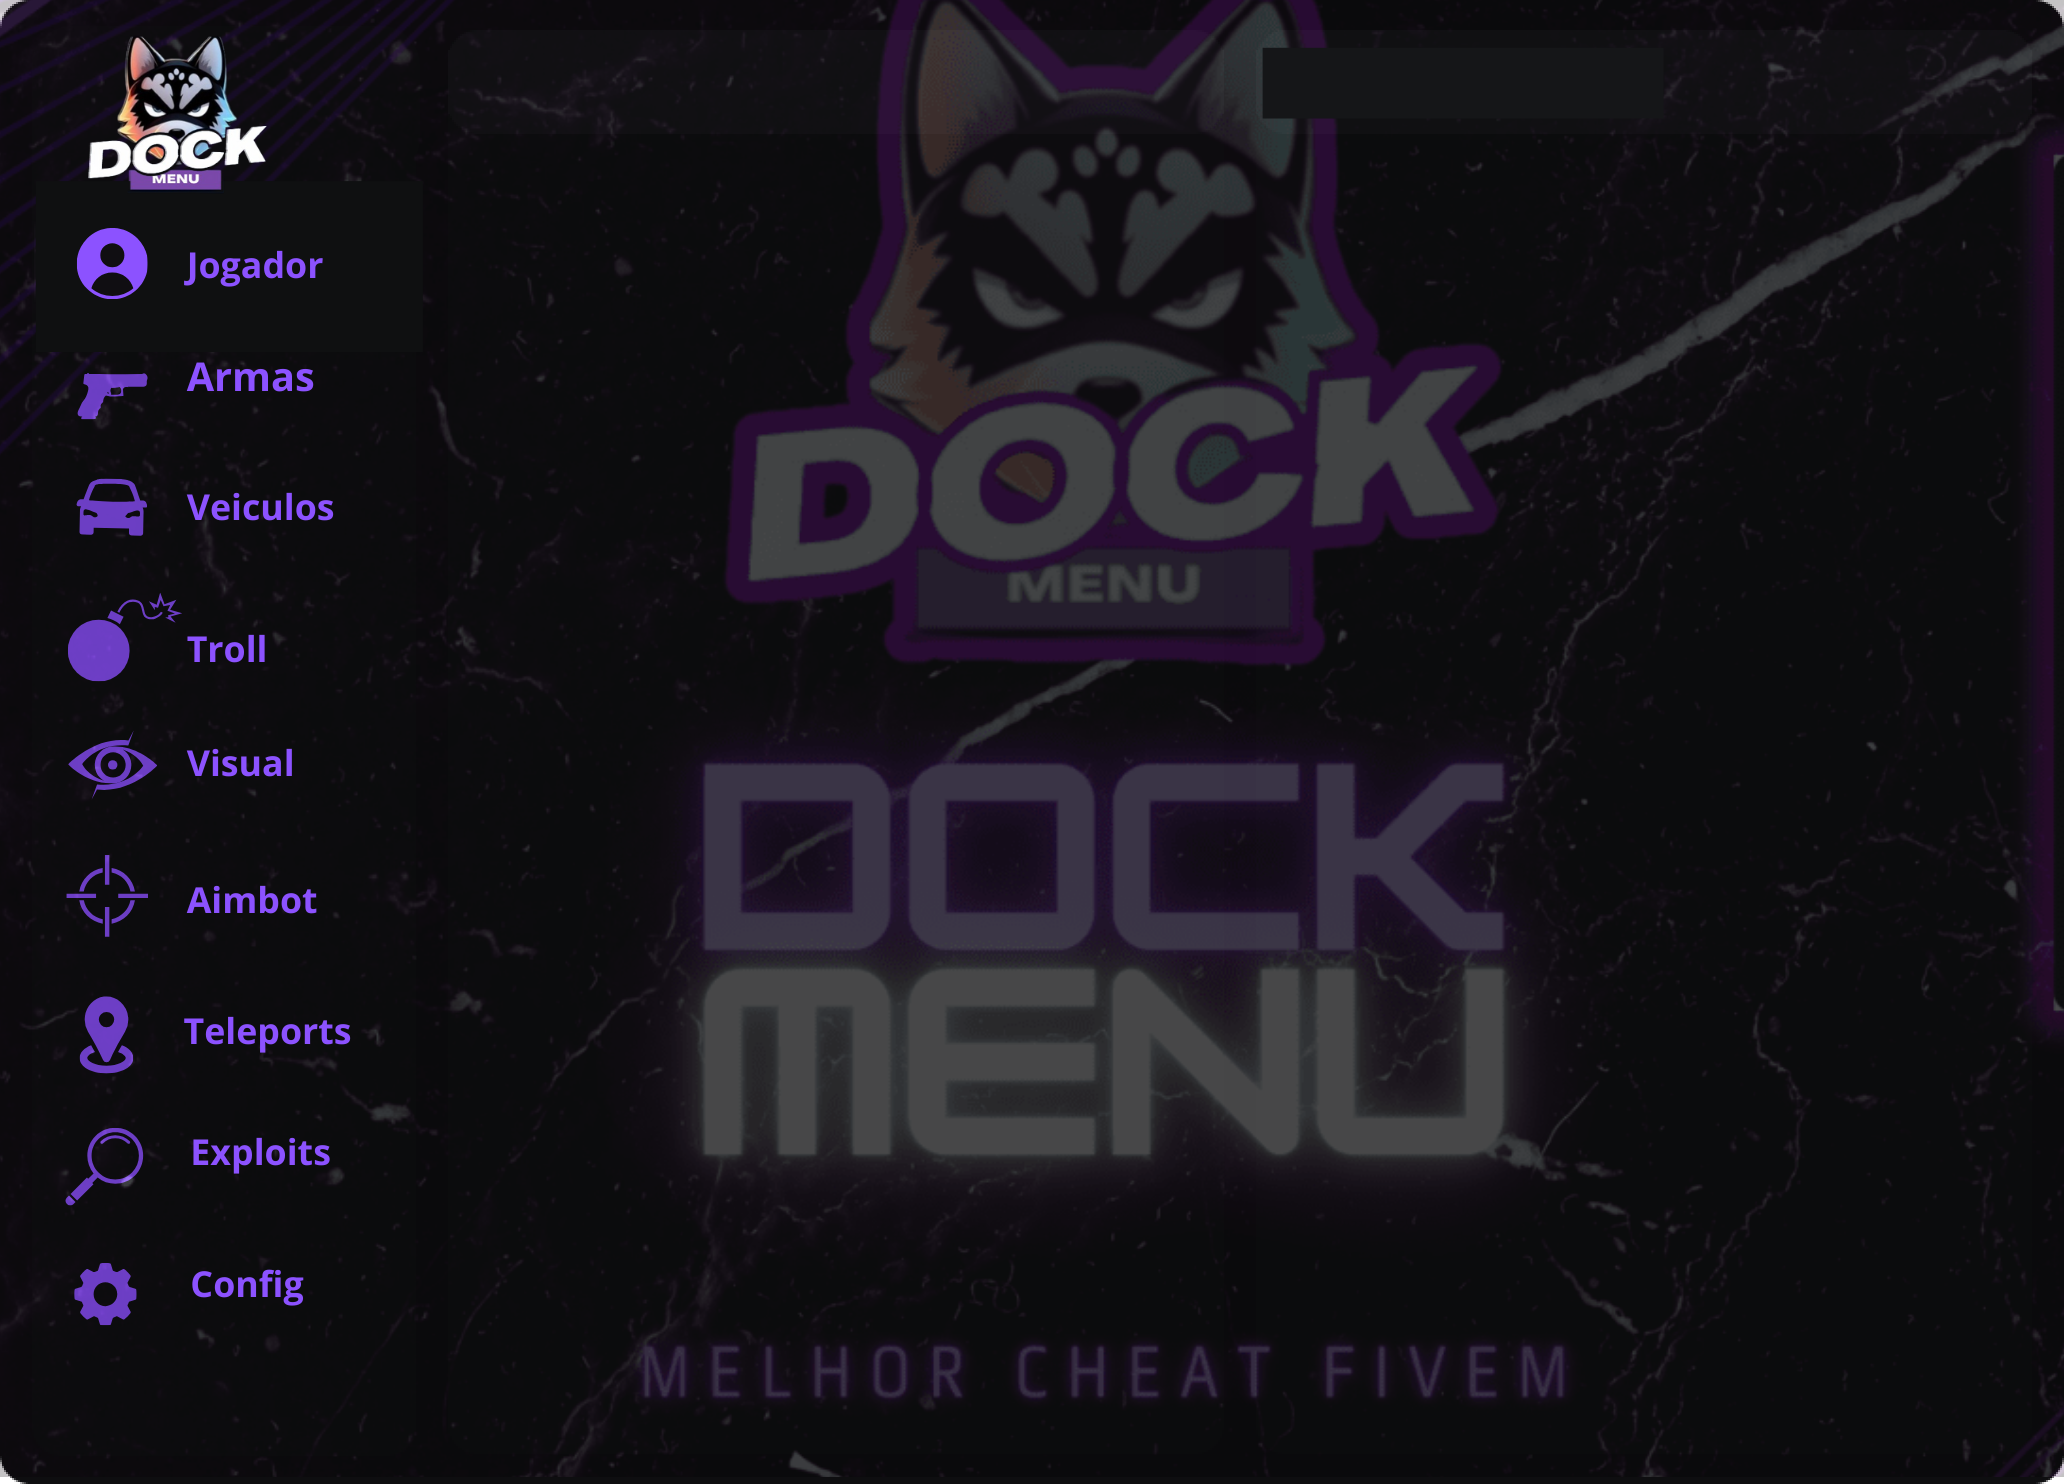 DOCK
MENU
Jogador
Armas
Veiculos
Troll
Visual
Aimbot
Teleports
Exploits
Config
DOCK
MENU
DOCK
MENU
MELHOR CHEAT FIVEM